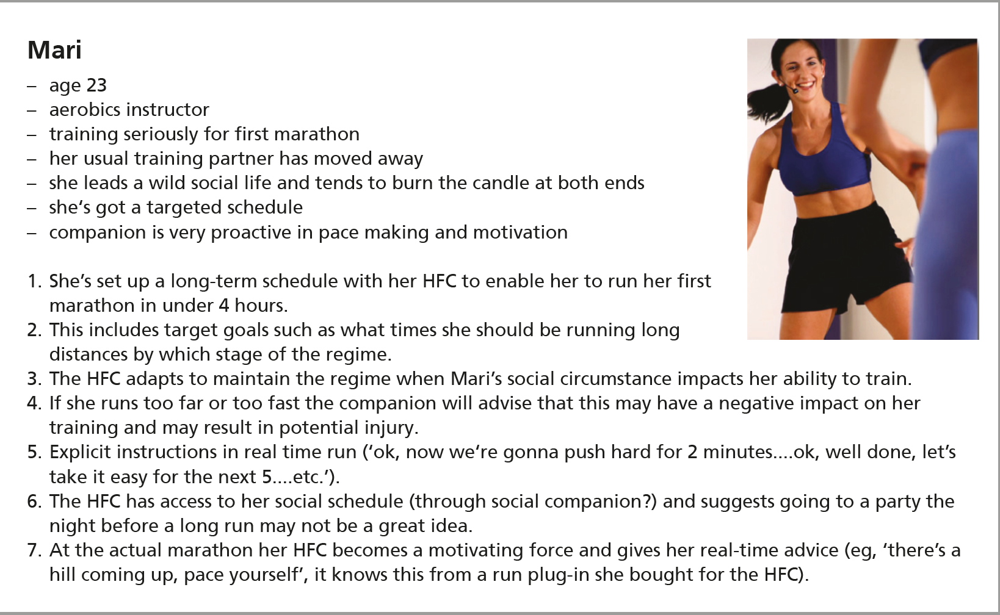 Mari
– age 23
– aerobics instructor
– training seriously for first marathon
– her usual training partner has moved away
– she leads a wild social life and tends to burn the candle at both ends
– she‘s got a targeted schedule
– companion is very proactive in pace making and motivation
1. She’s set up a long-term schedule with her HFC to enable her to run her first
marathon in under 4 hours.
2. This includes target goals such as what times she should be running long
distances by which stage of the regime.
3. The HFC adapts to maintain the regime when Mari’s social circumstance impacts her ability to train.
4. If she runs too far or too fast the companion will advise that this may have a negative impact on her
training and may result in potential injury.
5. Explicit instructions in real time run (‘ok, now we‘re gonna push hard for 2 minutes....ok, well done, let’s
take it easy for the next 5....etc.’).
6. The HFC has access to her social schedule (through social companion?) and suggests going to a party the
night before a long run may not be a great idea.
7. At the actual marathon her HFC becomes a motivating force and gives her real-time advice (eg, ‘there’s a
hill coming up, pace yourself’, it knows this from a run plug-in she bought for the HFC).